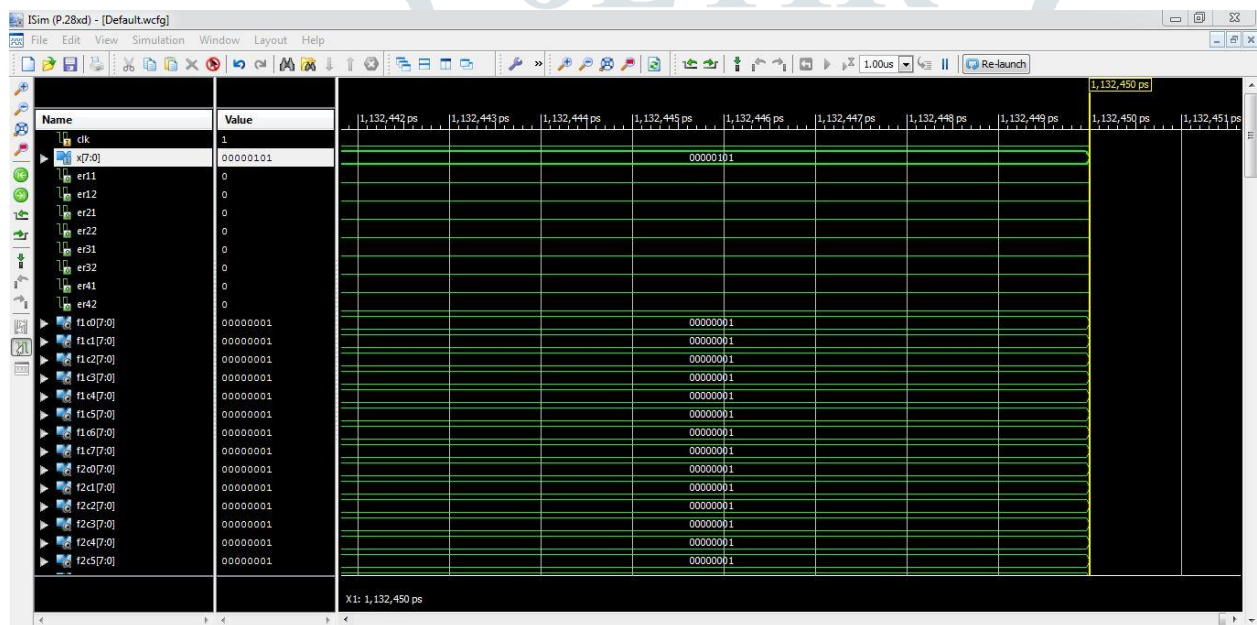 JETIR
ISim (P.28xd) - [Default.wcfg]
File Edit View Simulation Window Layout Help
1.00us Re-launch
1,132,450 ps
Name Value 1,132,442 ps 1,132,443 ps 1,132,444 ps 1,132,445 ps 1,132,446 ps 1,132,447 ps 1,132,448 ps 1,132,449 ps 1,132,450 ps 1,132,451 ps
clk 1
x[7:0] 00000101 00000101
er11 0
er12 0
er21 0
er22 0
er31 0
er32 0
er41 0
er42 0
f1c0[7:0] 00000001 00000001
f1c1[7:0] 00000001 00000001
f1c2[7:0] 00000001 00000001
f1c3[7:0] 00000001 00000001
f1c4[7:0] 00000001 00000001
f1c5[7:0] 00000001 00000001
f1c6[7:0] 00000001 00000001
f1c7[7:0] 00000001 00000001
f2c0[7:0] 00000001 00000001
f2c1[7:0] 00000001 00000001
f2c2[7:0] 00000001 00000001
f2c3[7:0] 00000001 00000001
f2c4[7:0] 00000001 00000001
f2c5[7:0] 00000001 00000001
X1: 1,132,450 ps